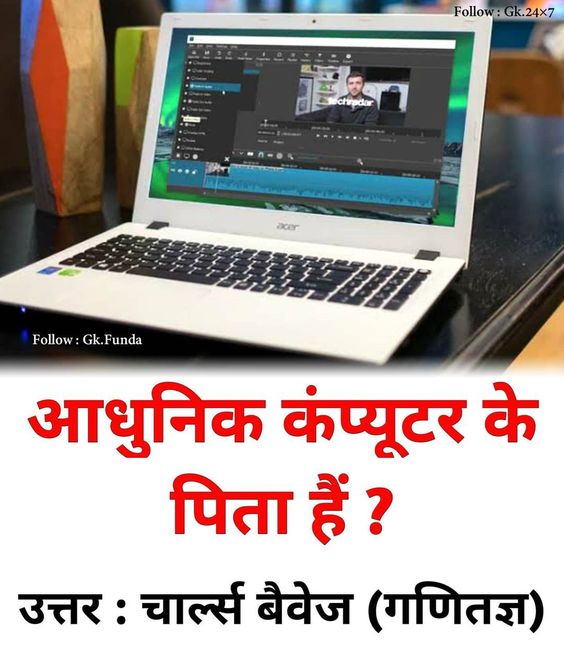 Follow : Gk.24×7
techradar
acer
Follow : Gk.Funda
आधुनिक कंप्यूटर के
पिता हैं ?
उत्तर : चार्ल्स बैवेज (गणितज्ञ)